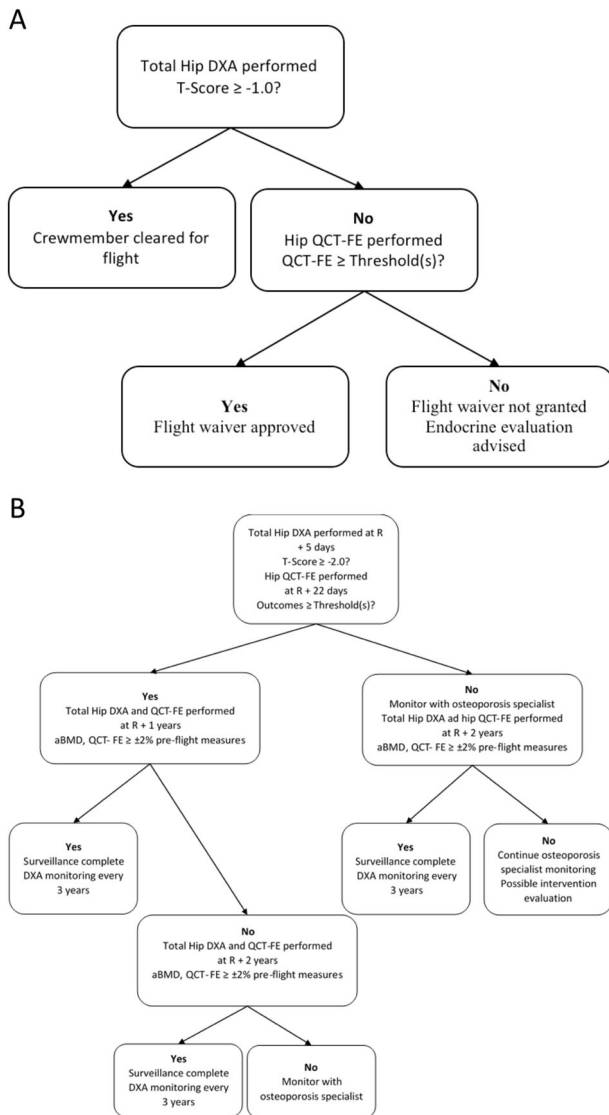 A
Total Hip DXA performed
T-Score ≥ -1.0?
Yes
Crewmember cleared for
flight
No
Hip QCT-FE performed
QCT-FE ≥ Threshold(s)?
Yes
Flight waiver approved
No
Flight waiver not granted
Endocrine evaluation
advised
B
Total Hip DXA performed at R
+ 5 days
T-Score ≥ -2.0?
Hip QCT-FE performed
at R + 22 days
Outcomes ≥ Threshold(s)?
Yes
Total Hip DXA and QCT-FE performed
at R + 1 years
aBMD, QCT- FE ≥ ±2% pre-flight measures
No
Monitor with osteoporosis specialist
Total Hip DXA ad hip QCT-FE performed
at R + 2 years
aBMD, QCT- FE ≥ ±2% pre-flight measures
Yes
Surveillance complete
DXA monitoring every
3 years
Yes
Surveillance complete
DXA monitoring every
3 years
No
Continue osteoporosis
specialist monitoring
Possible intervention
evaluation
No
Total Hip DXA and QCT-FE performed
at R + 2 years
aBMD, QCT- FE ≥ ±2% pre-flight measures
Yes
Surveillance complete
DXA monitoring every
3 years
No
Monitor with
osteoporosis specialist